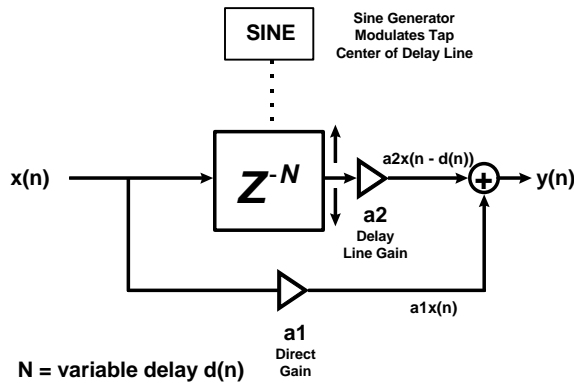 SINE
Sine Generator
Modulates Tap
Center of Delay Line
x(n)
Z-N
a2x(n - d(n))
+
y(n)
a2
Delay
Line Gain
a1x(n)
a1
Direct
Gain
N = variable delay d(n)